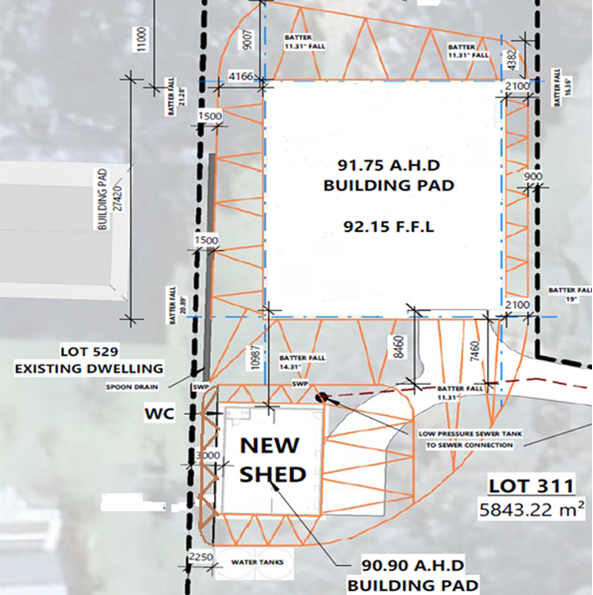 11000
9007
BATTER
11.31° FALL
BATTER
11.31° FALL
4382
4166
2100
BATTER FALL
21.28°
BATTER FALL
16.16°
1500
91.75 A.H.D
BUILDING PAD
92.15 F.F.L
BUILDING PAD
27420
900
1500
BATTER FALL
20.89°
BATTER FALL
19°
2100
10987
8460
7460
LOT 529
EXISTING DWELLING
BATTER FALL
14.31°
SPOON DRAIN
SWP
SWP
BATTER FALL
11.31°
WC
LOW PRESSURE SEWER TANK
TO SEWER CONNECTION
NEW
SHED
3000
LOT 311
5843.22 m²
2250
WATER TANKS
90.90 A.H.D
BUILDING PAD